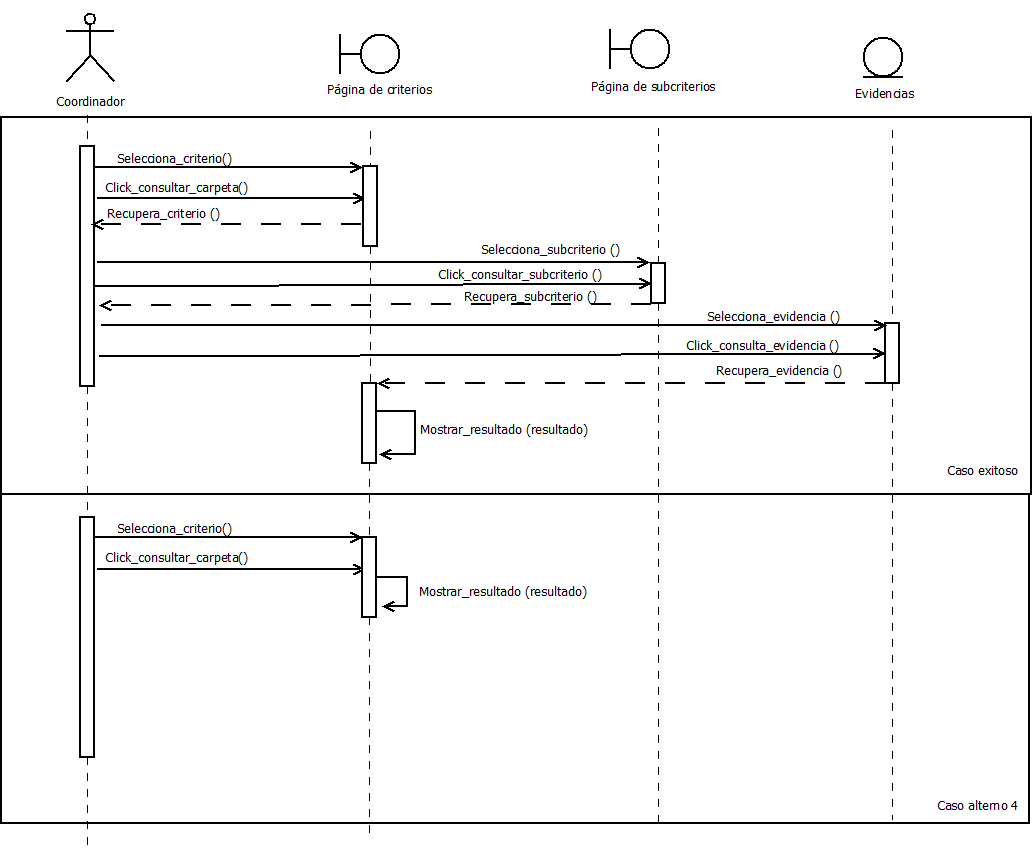 Coordinador
Página de criterios
Página de subcriterios
Evidencias
Selecciona_criterio()
Click_consultar_carpeta()
Recupera_criterio ()
Selecciona_subcriterio ()
Click_consultar_subcriterio ()
Recupera_subcriterio ()
Selecciona_evidencia ()
Click_consulta_evidencia ()
Recupera_evidencia ()
Mostrar_resultado (resultado)
Caso exitoso
Selecciona_criterio()
Click_consultar_carpeta()
Mostrar_resultado (resultado)
Caso alterno 4